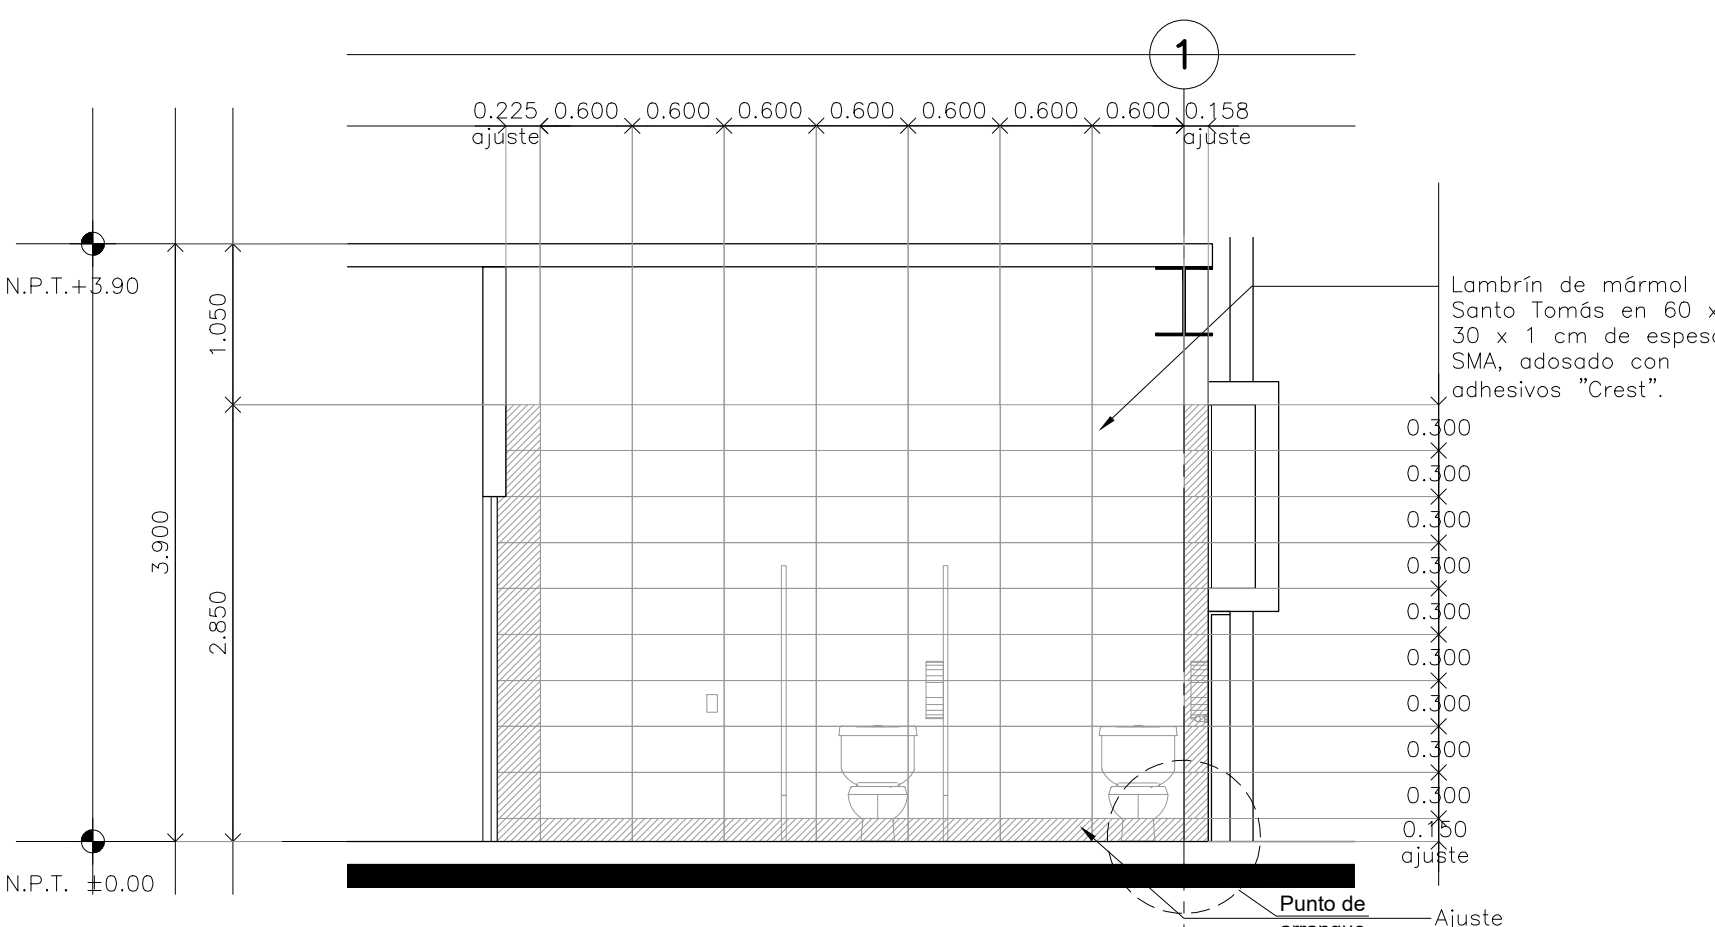 1
0.225 0.600 0.600 0.600 0.600 0.600 0.600 0.600 0.158
ajuste ajuste
N.P.T.+3.90
1.050
3.900
2.850
Lambrín de mármol
Santo Tomás en 60 x
30 x 1 cm de
SMA, adosado con
adhesivos "Crest".
0.300
0.300
0.300
0.300
0.300
0.300
0.300
0.300
0.300
0.150
ajuste
N.P.T. ±0.00
Punto de
Ajuste